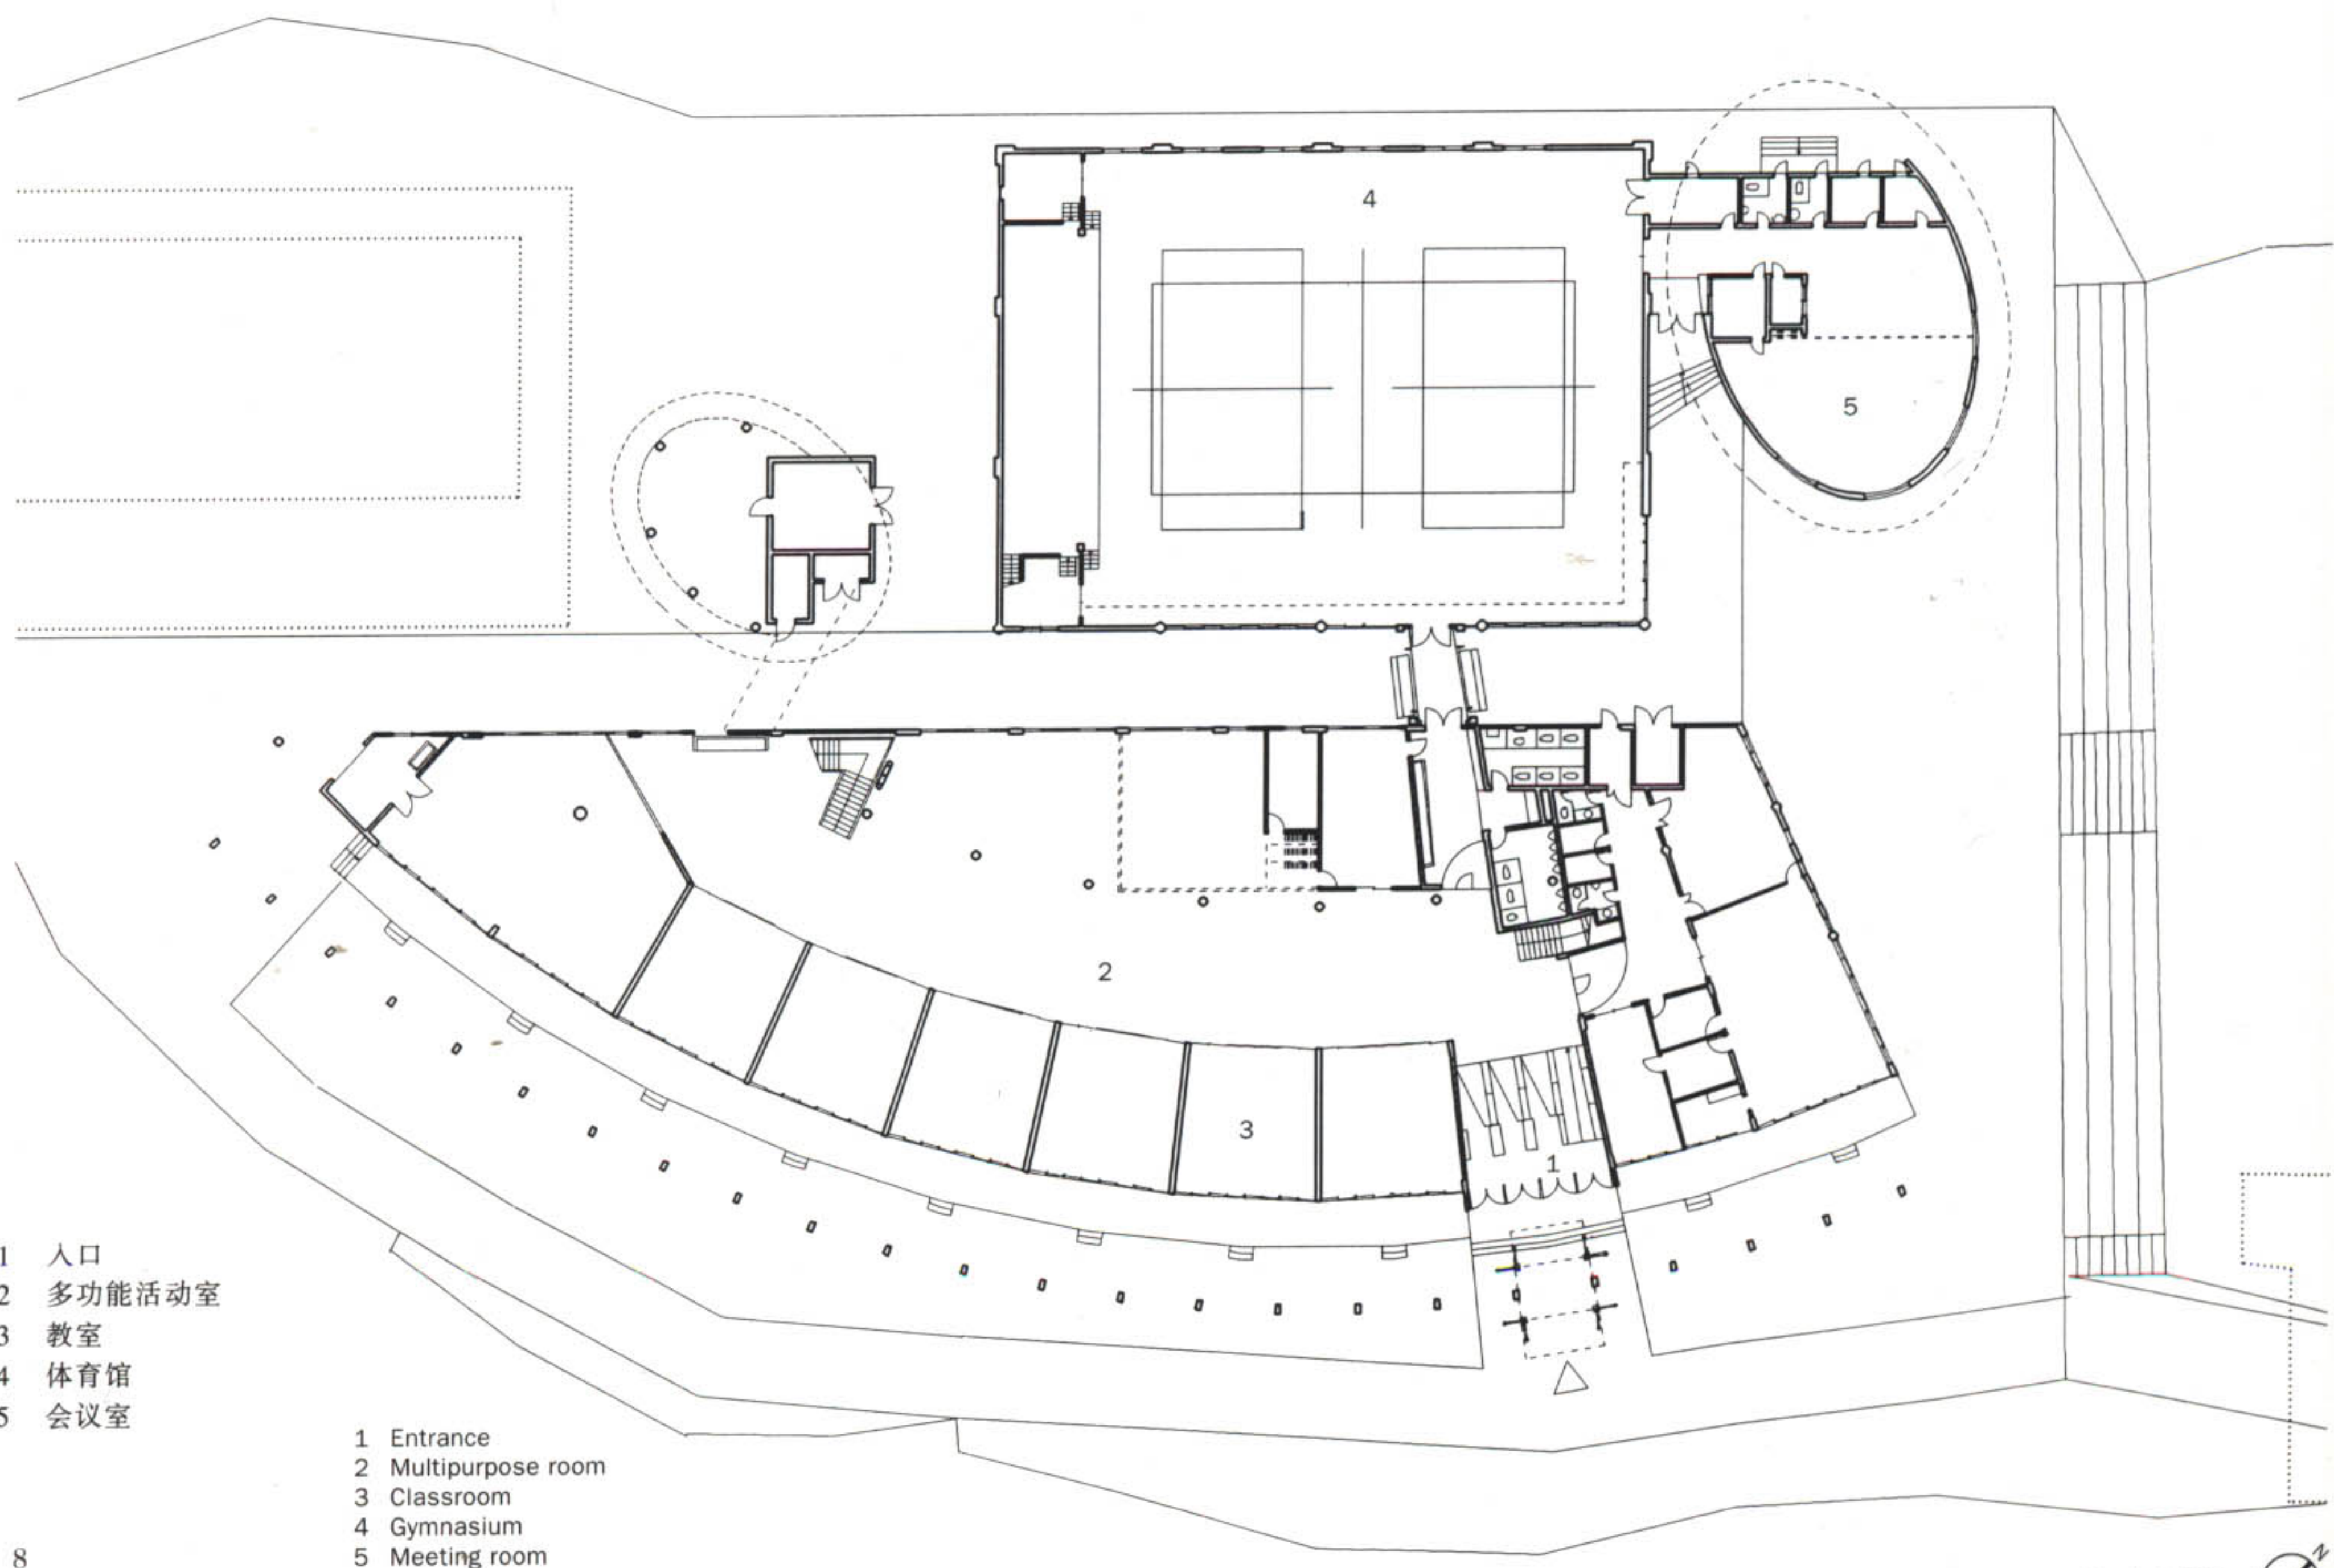 4
5
2
3
1
1 入口
2 多功能活动室
3 教室
4 体育馆
5 会议室
1 Entrance
2 Multipurpose room
3 Classroom
4 Gymnasium
5 Meeting room
8
N